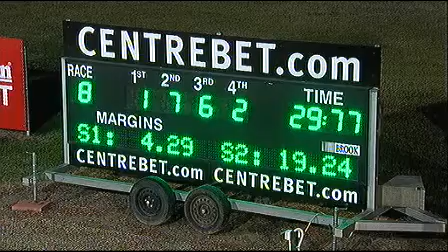 CENTREBET.com
RACE 1ST 2ND 3RD 4TH TIME
8 1 7 6 2 29:77
MARGINS
S1: 4.29 S2: 19.24
BROOK
CENTREBET.com CENTREBET.com